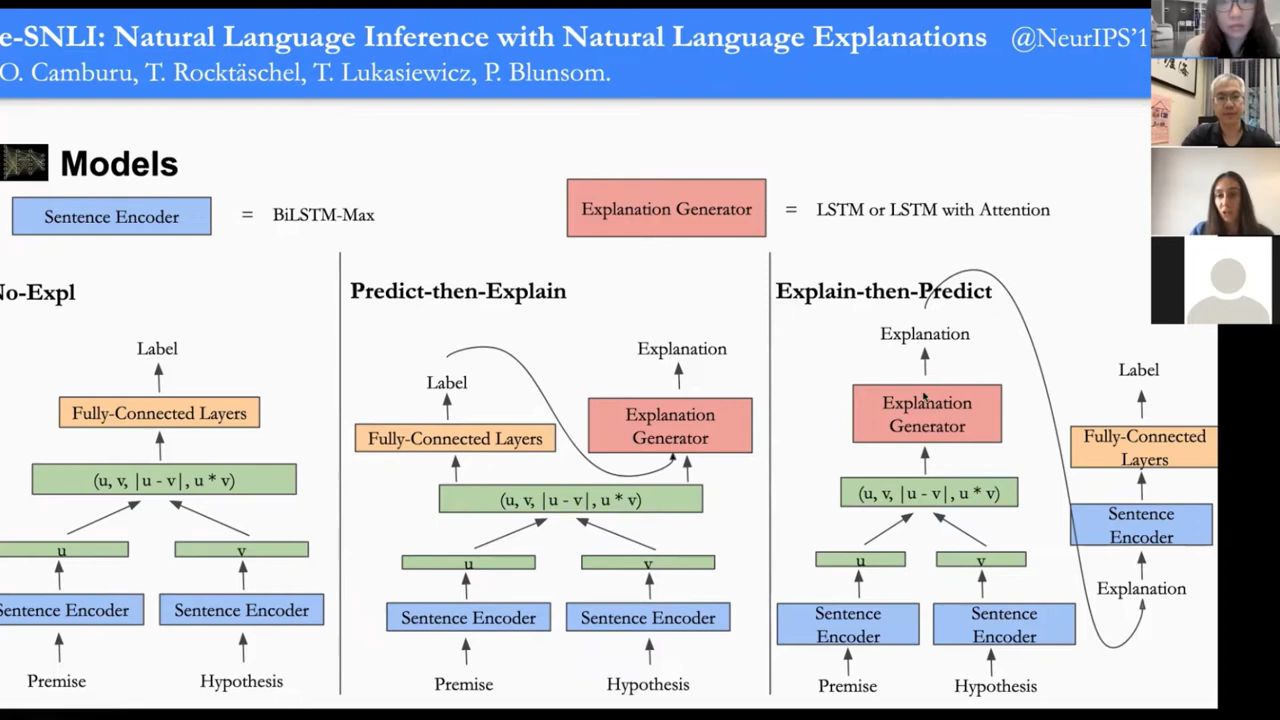 e-SNLI: Natural Language Inference with Natural Language Explanations @NeurIPS'1
O. Camburu, T. Rocktäschel, T. Lukasiewicz, P. Blunsom.
Models
Sentence Encoder = BiLSTM-Max
Explanation Generator = LSTM or LSTM with Attention
No-Expl
Label
Fully-Connected Layers
(u, v, |u - v|, u * v)
u
v
Sentence Encoder
Sentence Encoder
Premise
Hypothesis
Predict-then-Explain
Label
Explanation
Fully-Connected Layers
Explanation
Generator
(u, v, |u - v|, u * v)
u
v
Sentence Encoder
Sentence Encoder
Premise
Hypothesis
Explain-then-Predict
Explanation
Explanation
Generator
(u, v, |u - v|, u * v)
u
v
Sentence
Encoder
Sentence
Encoder
Premise
Hypothesis
Label
Fully-Connected
Layers
Sentence
Encoder
Explanation